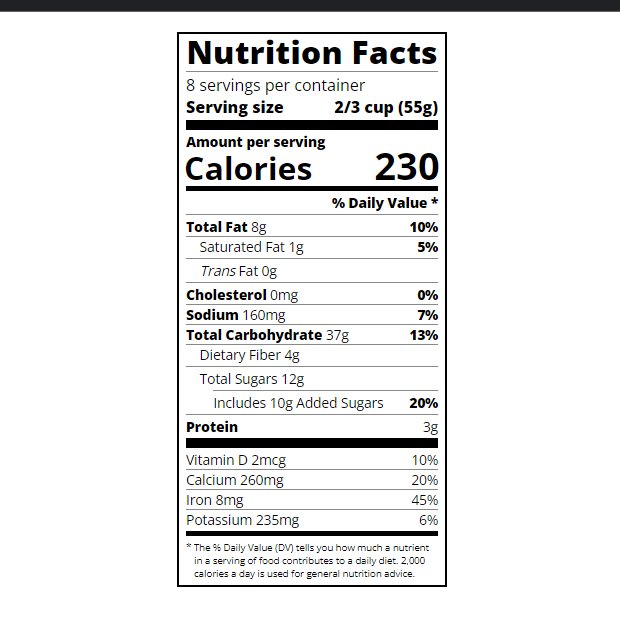 Nutrition Facts
8 servings per container
Serving size 2/3 cup (55g)
Amount per serving
Calories 230
% Daily Value *
Total Fat 8g 10%
Saturated Fat 1g 5%
Trans Fat 0g
Cholesterol 0mg 0%
Sodium 160mg 7%
Total Carbohydrate 37g 13%
Dietary Fiber 4g
Total Sugars 12g
Includes 10g Added Sugars 20%
Protein 3g
Vitamin D 2mcg 10%
Calcium 260mg 20%
Iron 8mg 45%
Potassium 235mg 6%
* The % Daily Value (DV) tells you how much a nutrient
in a serving of food contributes to a daily diet. 2,000
calories a day is used for general nutrition advice.